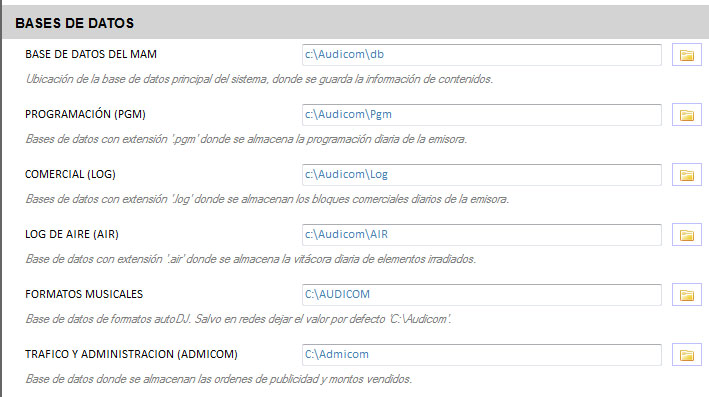 BASES DE DATOS
BASE DE DATOS DEL MAM
c:\Audicom\db
Ubicación de la base de datos principal del sistema, donde se guarda la información de contenidos.
PROGRAMACIÓN (PGM)
c:\Audicom\Pgm
Bases de datos con extensión '.pgm' donde se almacena la programación diaria de la emisora.
COMERCIAL (LOG)
c:\Audicom\Log
Bases de datos con extensión '.log' donde se almacenan los bloques comerciales diarios de la emisora.
LOG DE AIRE (AIR)
c:\Audicom\AIR
Base de datos con extensión '.air' donde se almacena la vitácora diaria de elementos irradiados.
FORMATOS MUSICALES
C:\AUDICOM
Base de datos de formatos autoDJ. Salvo en redes dejar el valor por defecto 'C:\Audicom'.
TRAFICO Y ADMINISTRACION (ADMICOM)
C:\Admicom
Base de datos donde se almacenan las ordenes de publicidad y montos vendidos.